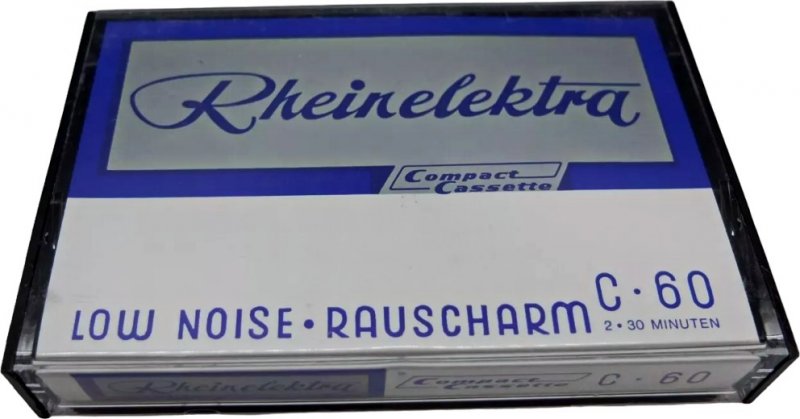 Rheinelektra
Compact
Cassette
LOW NOISE • RAUSCHARM C • 60
2 • 30 MINUTEN
Rheinelektra Compact Cassette C • 60